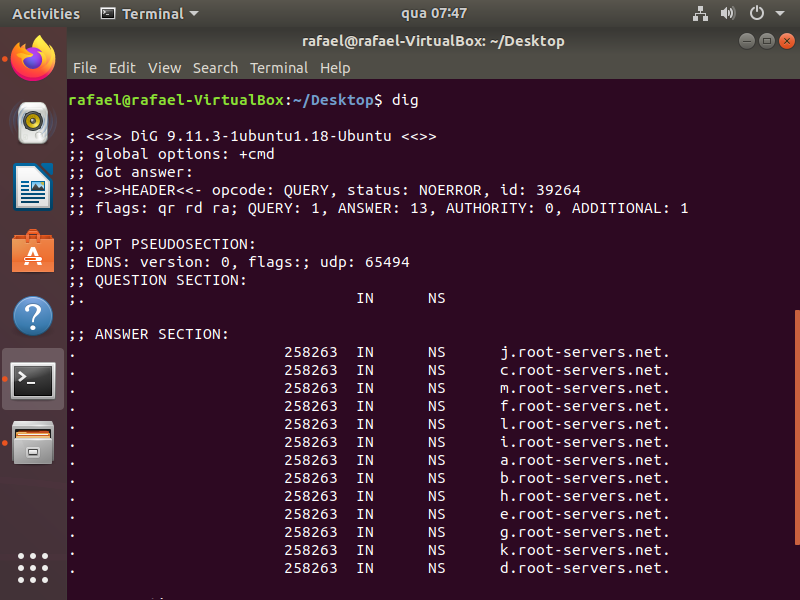 Activities Terminal qua 07:47
rafael@rafael-VirtualBox: ~/Desktop
File Edit View Search Terminal Help
rafael@rafael-VirtualBox:~/Desktop$ dig
; <<>> DiG 9.11.3-1ubuntu1.18-Ubuntu <<>>
;; global options: +cmd
;; Got answer:
;; ->>HEADER<<- opcode: QUERY, status: NOERROR, id: 39264
;; flags: qr rd ra; QUERY: 1, ANSWER: 13, AUTHORITY: 0, ADDITIONAL: 1
;; OPT PSEUDOSECTION:
; EDNS: version: 0, flags:; udp: 65494
;; QUESTION SECTION:
;. IN NS
;; ANSWER SECTION:
. 258263 IN NS j.root-servers.net.
. 258263 IN NS c.root-servers.net.
. 258263 IN NS m.root-servers.net.
. 258263 IN NS f.root-servers.net.
. 258263 IN NS l.root-servers.net.
. 258263 IN NS i.root-servers.net.
. 258263 IN NS a.root-servers.net.
. 258263 IN NS b.root-servers.net.
. 258263 IN NS h.root-servers.net.
. 258263 IN NS e.root-servers.net.
. 258263 IN NS g.root-servers.net.
. 258263 IN NS k.root-servers.net.
. 258263 IN NS d.root-servers.net.